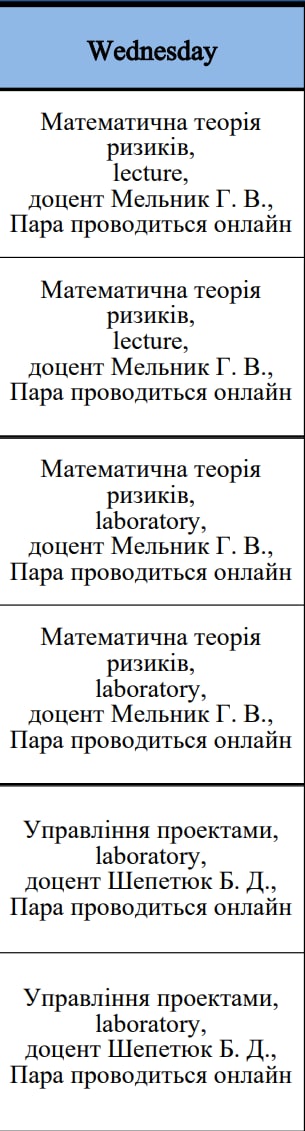 Wednesday
Математична теорія
ризиків,
lecture,
доцент Мельник Г. В.,
Пара проводиться онлайн
Математична теорія
ризиків,
lecture,
доцент Мельник Г. В.,
Пара проводиться онлайн
Математична теорія
ризиків,
laboratory,
доцент Мельник Г. В.,
Пара проводиться онлайн
Математична теорія
ризиків,
laboratory,
доцент Мельник Г. В.,
Пара проводиться онлайн
Управління проектами,
laboratory,
доцент Шепетюк Б. Д.,
Пара проводиться онлайн
Управління проектами,
laboratory,
доцент Шепетюк Б. Д.,
Пара проводиться онлайн